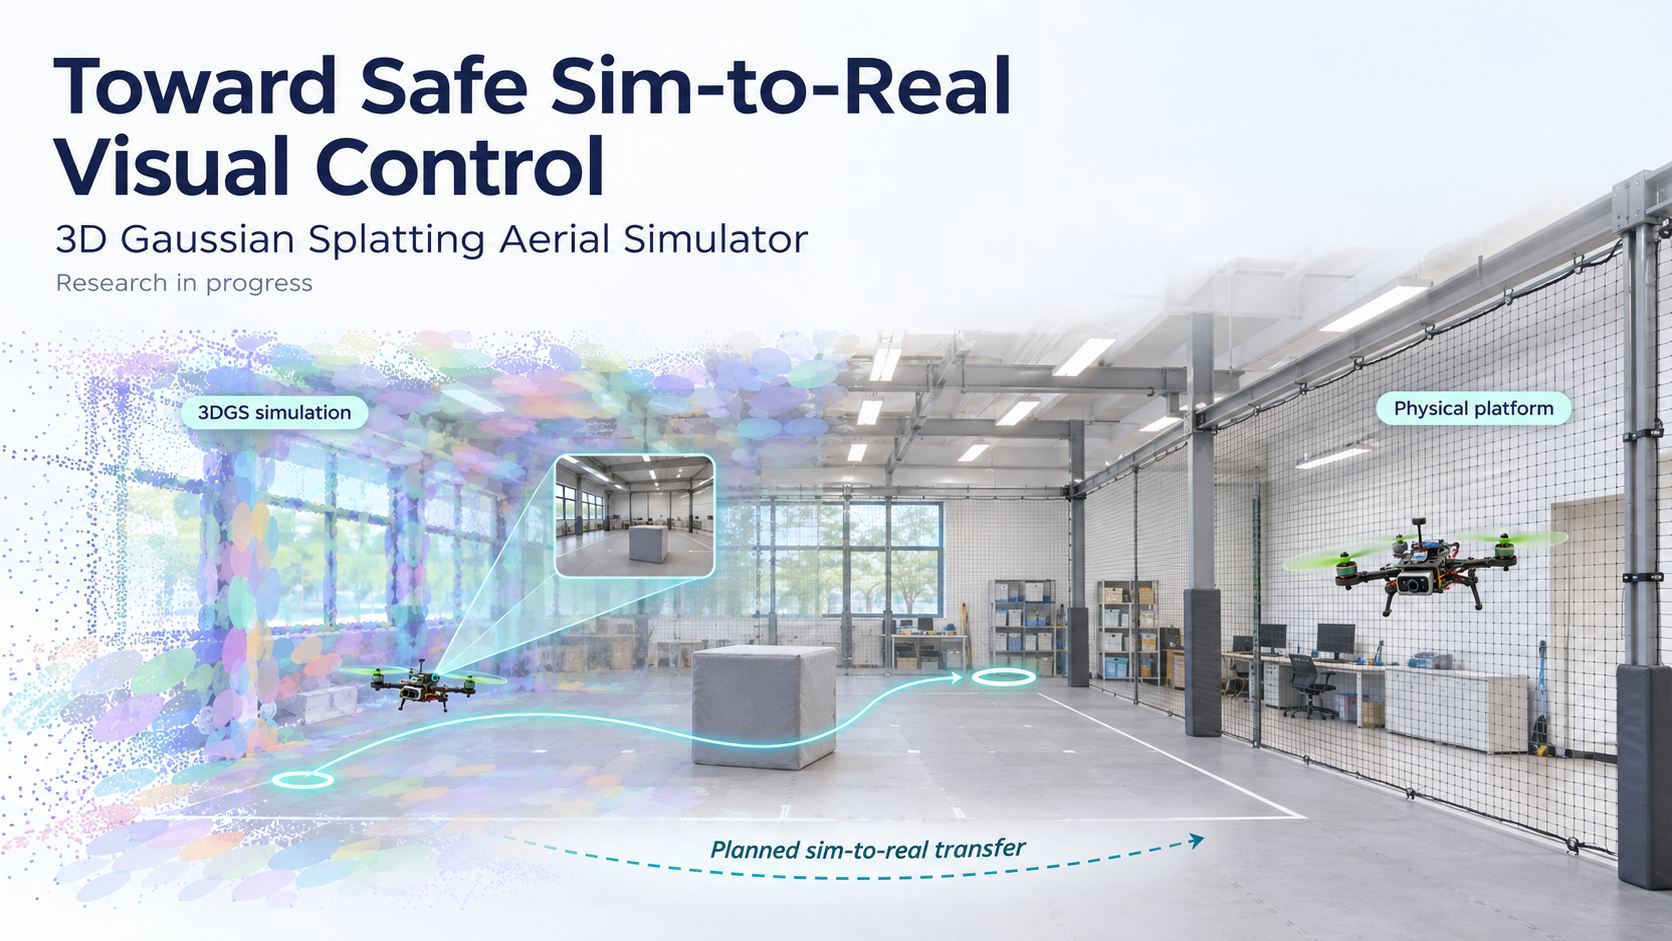 Toward Safe Sim-to-Real
Visual Control
3D Gaussian Splatting Aerial Simulator
Research in progress
3DGS simulation
Physical platform
Planned sim-to-real transfer